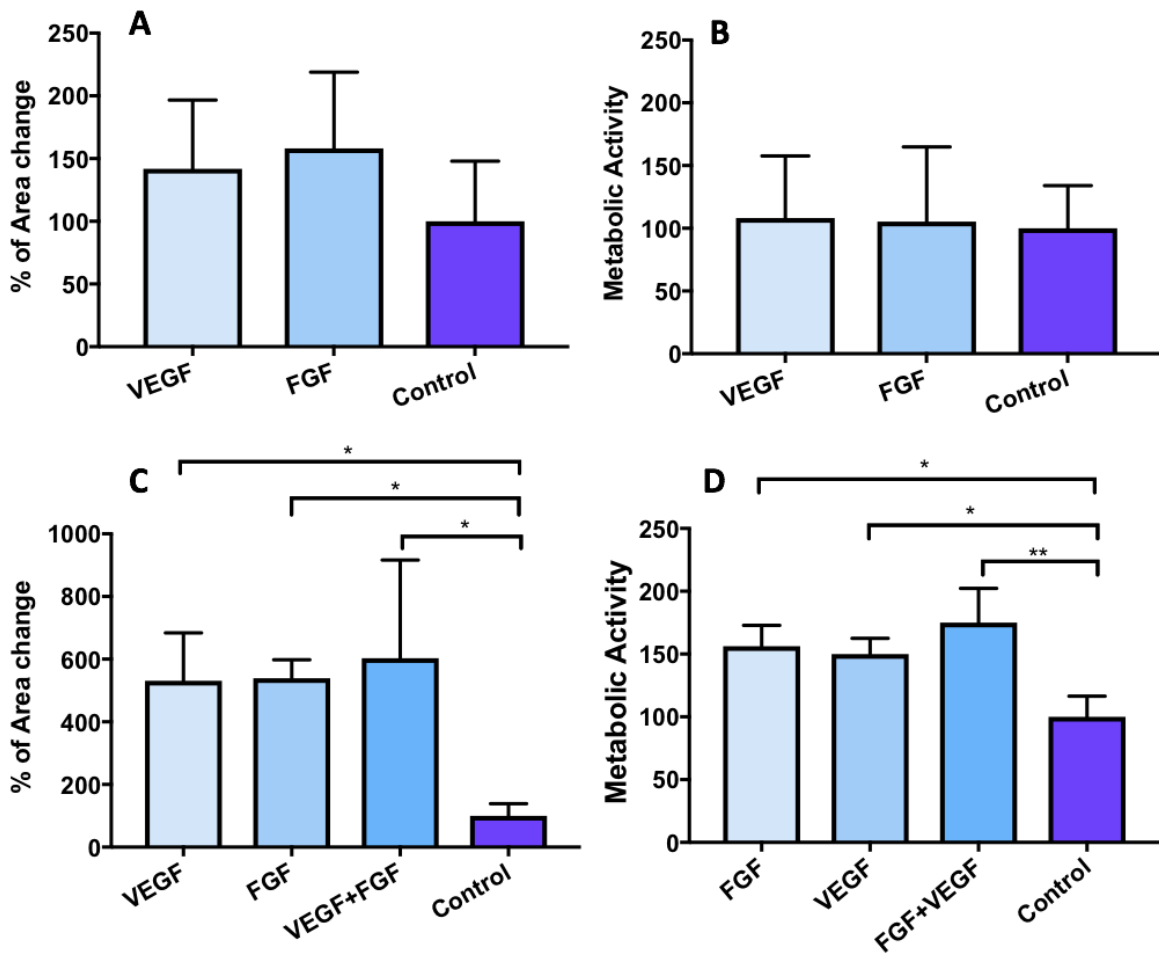 A
% of Area change
250
200
150
100
50
0
VEGF
FGF
Control
B
Metabolic Activity
250
200
150
100
50
0
VEGF
FGF
Control
C
*
*
*
% of Area change
1000
800
600
400
200
0
VEGF
FGF
VEGF+FGF
Control
D
*
*
**
Metabolic Activity
250
200
150
100
50
0
FGF
VEGF
FGF+VEGF
Control